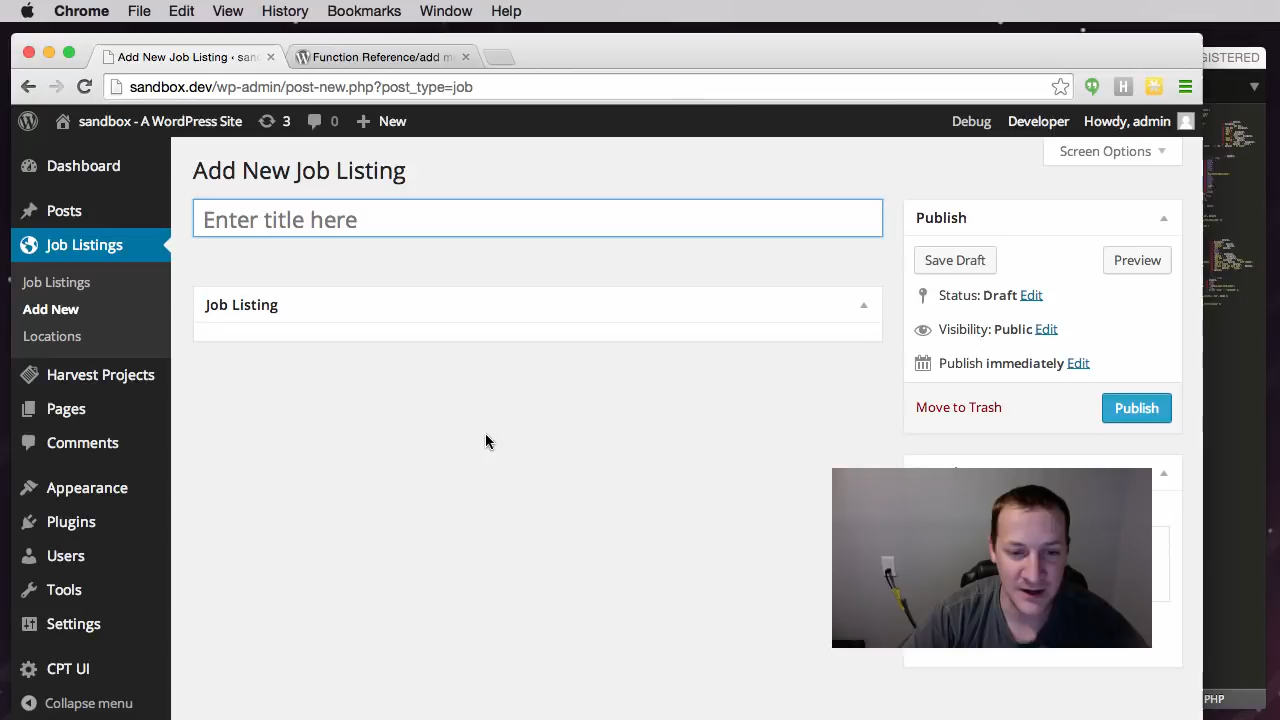 Chrome File Edit View History Bookmarks Window Help
Add New Job Listing ‹ san
Function Reference/add m
GISTERED
sandbox.dev/wp-admin/post-new.php?post_type=job
H
sandbox - A WordPress Site 3 0 New Debug Developer Howdy, admin
Screen Options
Dashboard
Posts
Job Listings
Job Listings
Add New
Locations
Harvest Projects
Pages
Comments
Appearance
Plugins
Users
Tools
Settings
CPT UI
Collapse menu
Add New Job Listing
Enter title here
Job Listing
Publish
Save Draft Preview
Status: Draft Edit
Visibility: Public Edit
Publish immediately Edit
Move to Trash Publish
PHP